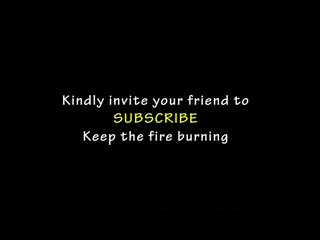 Kindly invite your friend to
SUBSCRIBE
Keep the fire burning